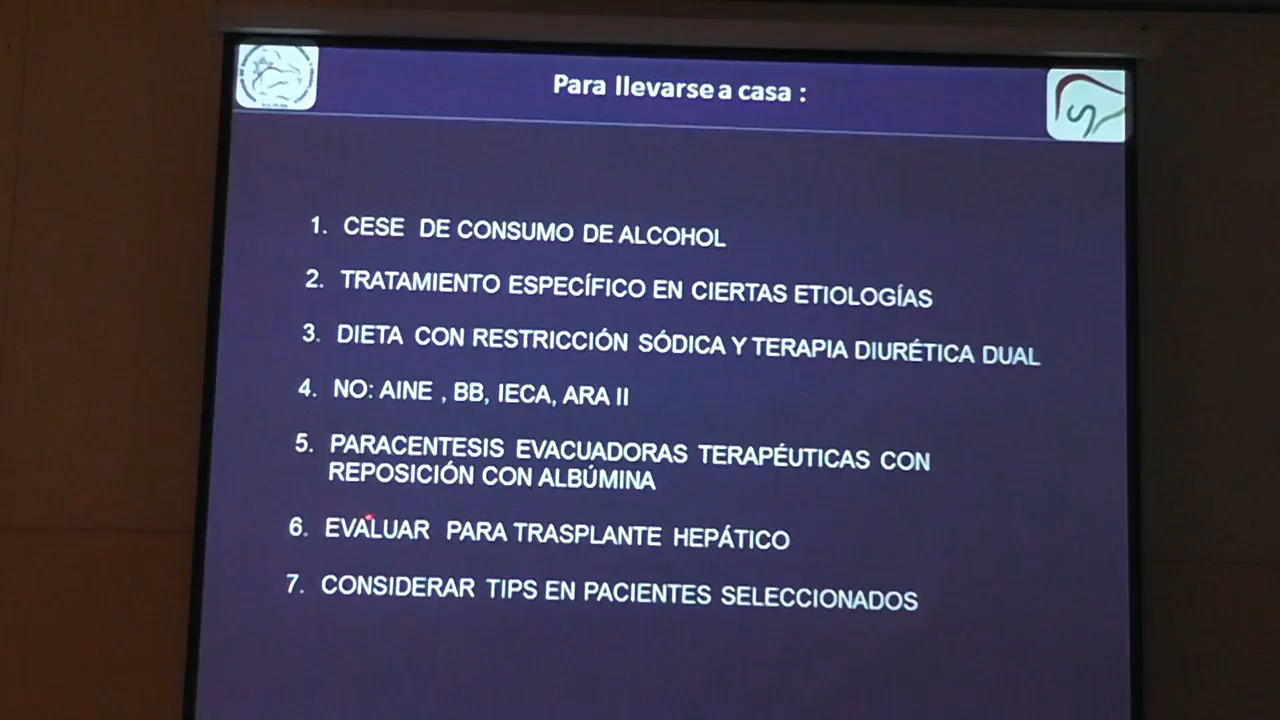 Para llevarse a casa :
1. CESE DE CONSUMO DE ALCOHOL
2. TRATAMIENTO ESPECÍFICO EN CIERTAS ETIOLOGÍAS
3. DIETA CON RESTRICCIÓN SÓDICA Y TERAPIA DIURÉTICA DUAL
4. NO: AINE , BB, IECA, ARA II
5. PARACENTESIS EVACUADORAS TERAPÉUTICAS CON
REPOSICIÓN CON ALBÚMINA
6. EVALUAR PARA TRASPLANTE HEPÁTICO
7. CONSIDERAR TIPS EN PACIENTES SELECCIONADOS